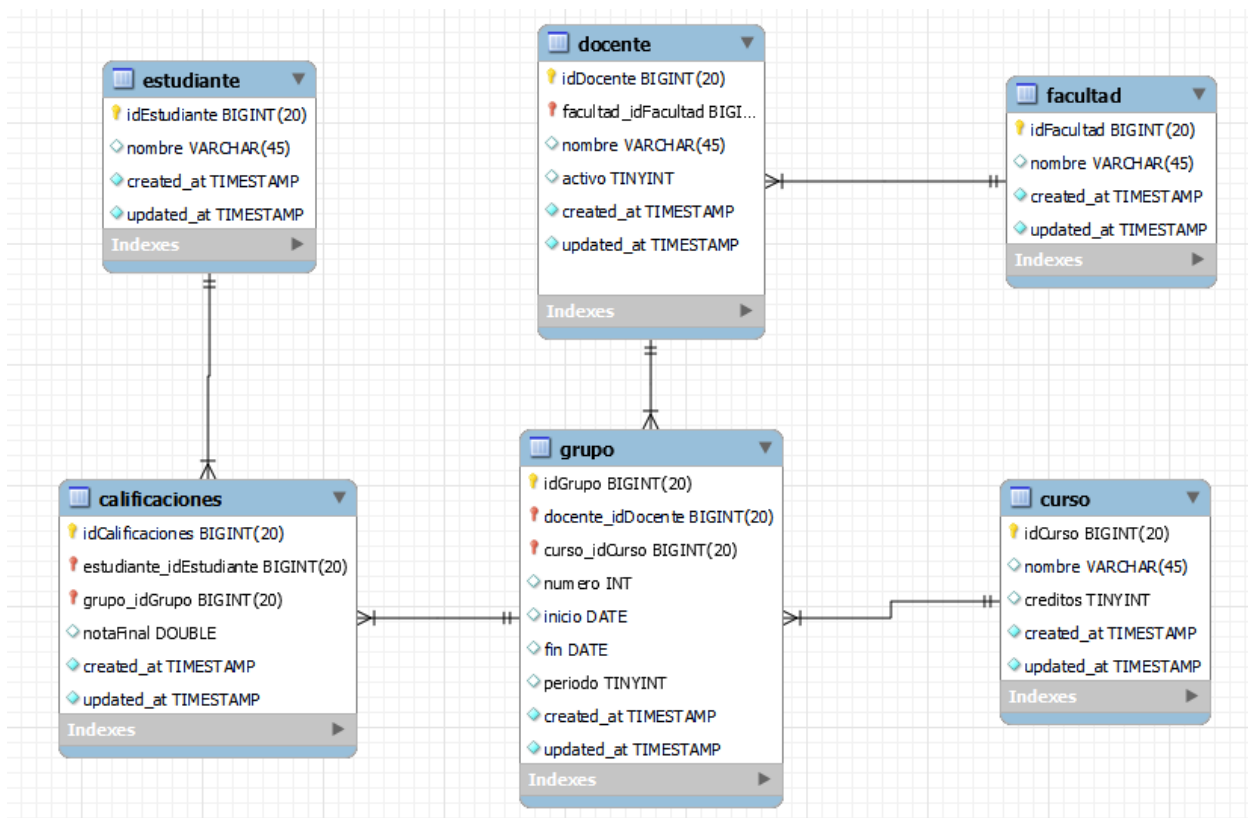 estudiante
idEstudiante BIGINT(20)
nombre VARCHAR(45)
created_at TIMESTAMP
updated_at TIMESTAMP
Indexes
docente
idDocente BIGINT(20)
facultad_idFacultad BIGI...
nombre VARCHAR(45)
activo TINYINT
created_at TIMESTAMP
updated_at TIMESTAMP
Indexes
facultad
idFacultad BIGINT(20)
nombre VARCHAR(45)
created_at TIMESTAMP
updated_at TIMESTAMP
Indexes
calificaciones
idCalificaciones BIGINT(20)
estudiante_idEstudiante BIGINT(20)
grupo_idGrupo BIGINT(20)
notaFinal DOUBLE
created_at TIMESTAMP
updated_at TIMESTAMP
Indexes
grupo
idGrupo BIGINT(20)
docente_idDocente BIGINT(20)
curso_idCurso BIGINT(20)
numero INT
inicio DATE
fin DATE
periodo TINYINT
created_at TIMESTAMP
updated_at TIMESTAMP
Indexes
curso
idCurso BIGINT(20)
nombre VARCHAR(45)
creditos TINYINT
created_at TIMESTAMP
updated_at TIMESTAMP
Indexes